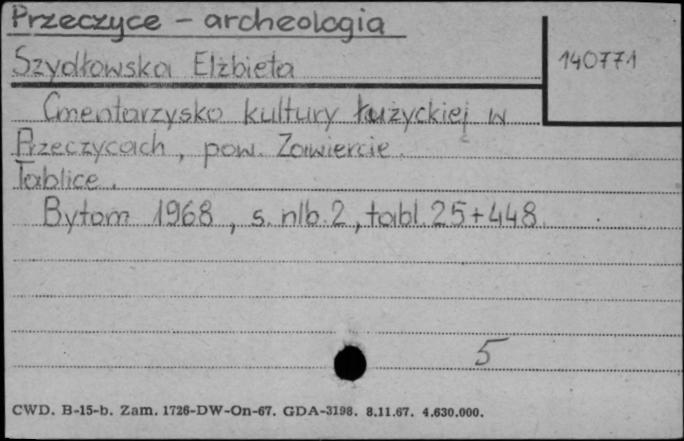 Przeczyce – archeologia
Szydłowska Elżbieta
140771
Cmentarzysko kultury łużyckiej w
Przeczycach, pow. Zawiercie.
Tablice.
Bytom 1968, s. nlb. 2, tabl. 25+448.
5
CWD. B-15-b. Zam. 1726-DW-On-67. GDA-3198. 8.11.67. 4.630.000.